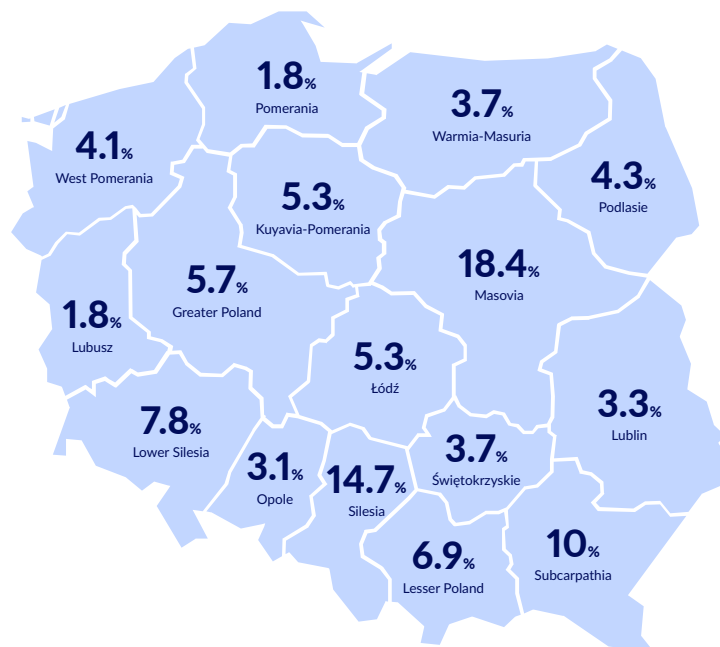 1.8%
Pomerania
3.7%
Warmia-Masuria
4.1%
West Pomerania
4.3%
Podlasie
5.3%
Kuyavia-Pomerania
18.4%
Masovia
5.7%
Greater Poland
1.8%
Lubusz
5.3%
Łódź
3.3%
Lublin
7.8%
Lower Silesia
3.7%
Świętokrzyskie
3.1%
Opole
14.7%
Silesia
10%
Subcarpathia
6.9%
Lesser Poland